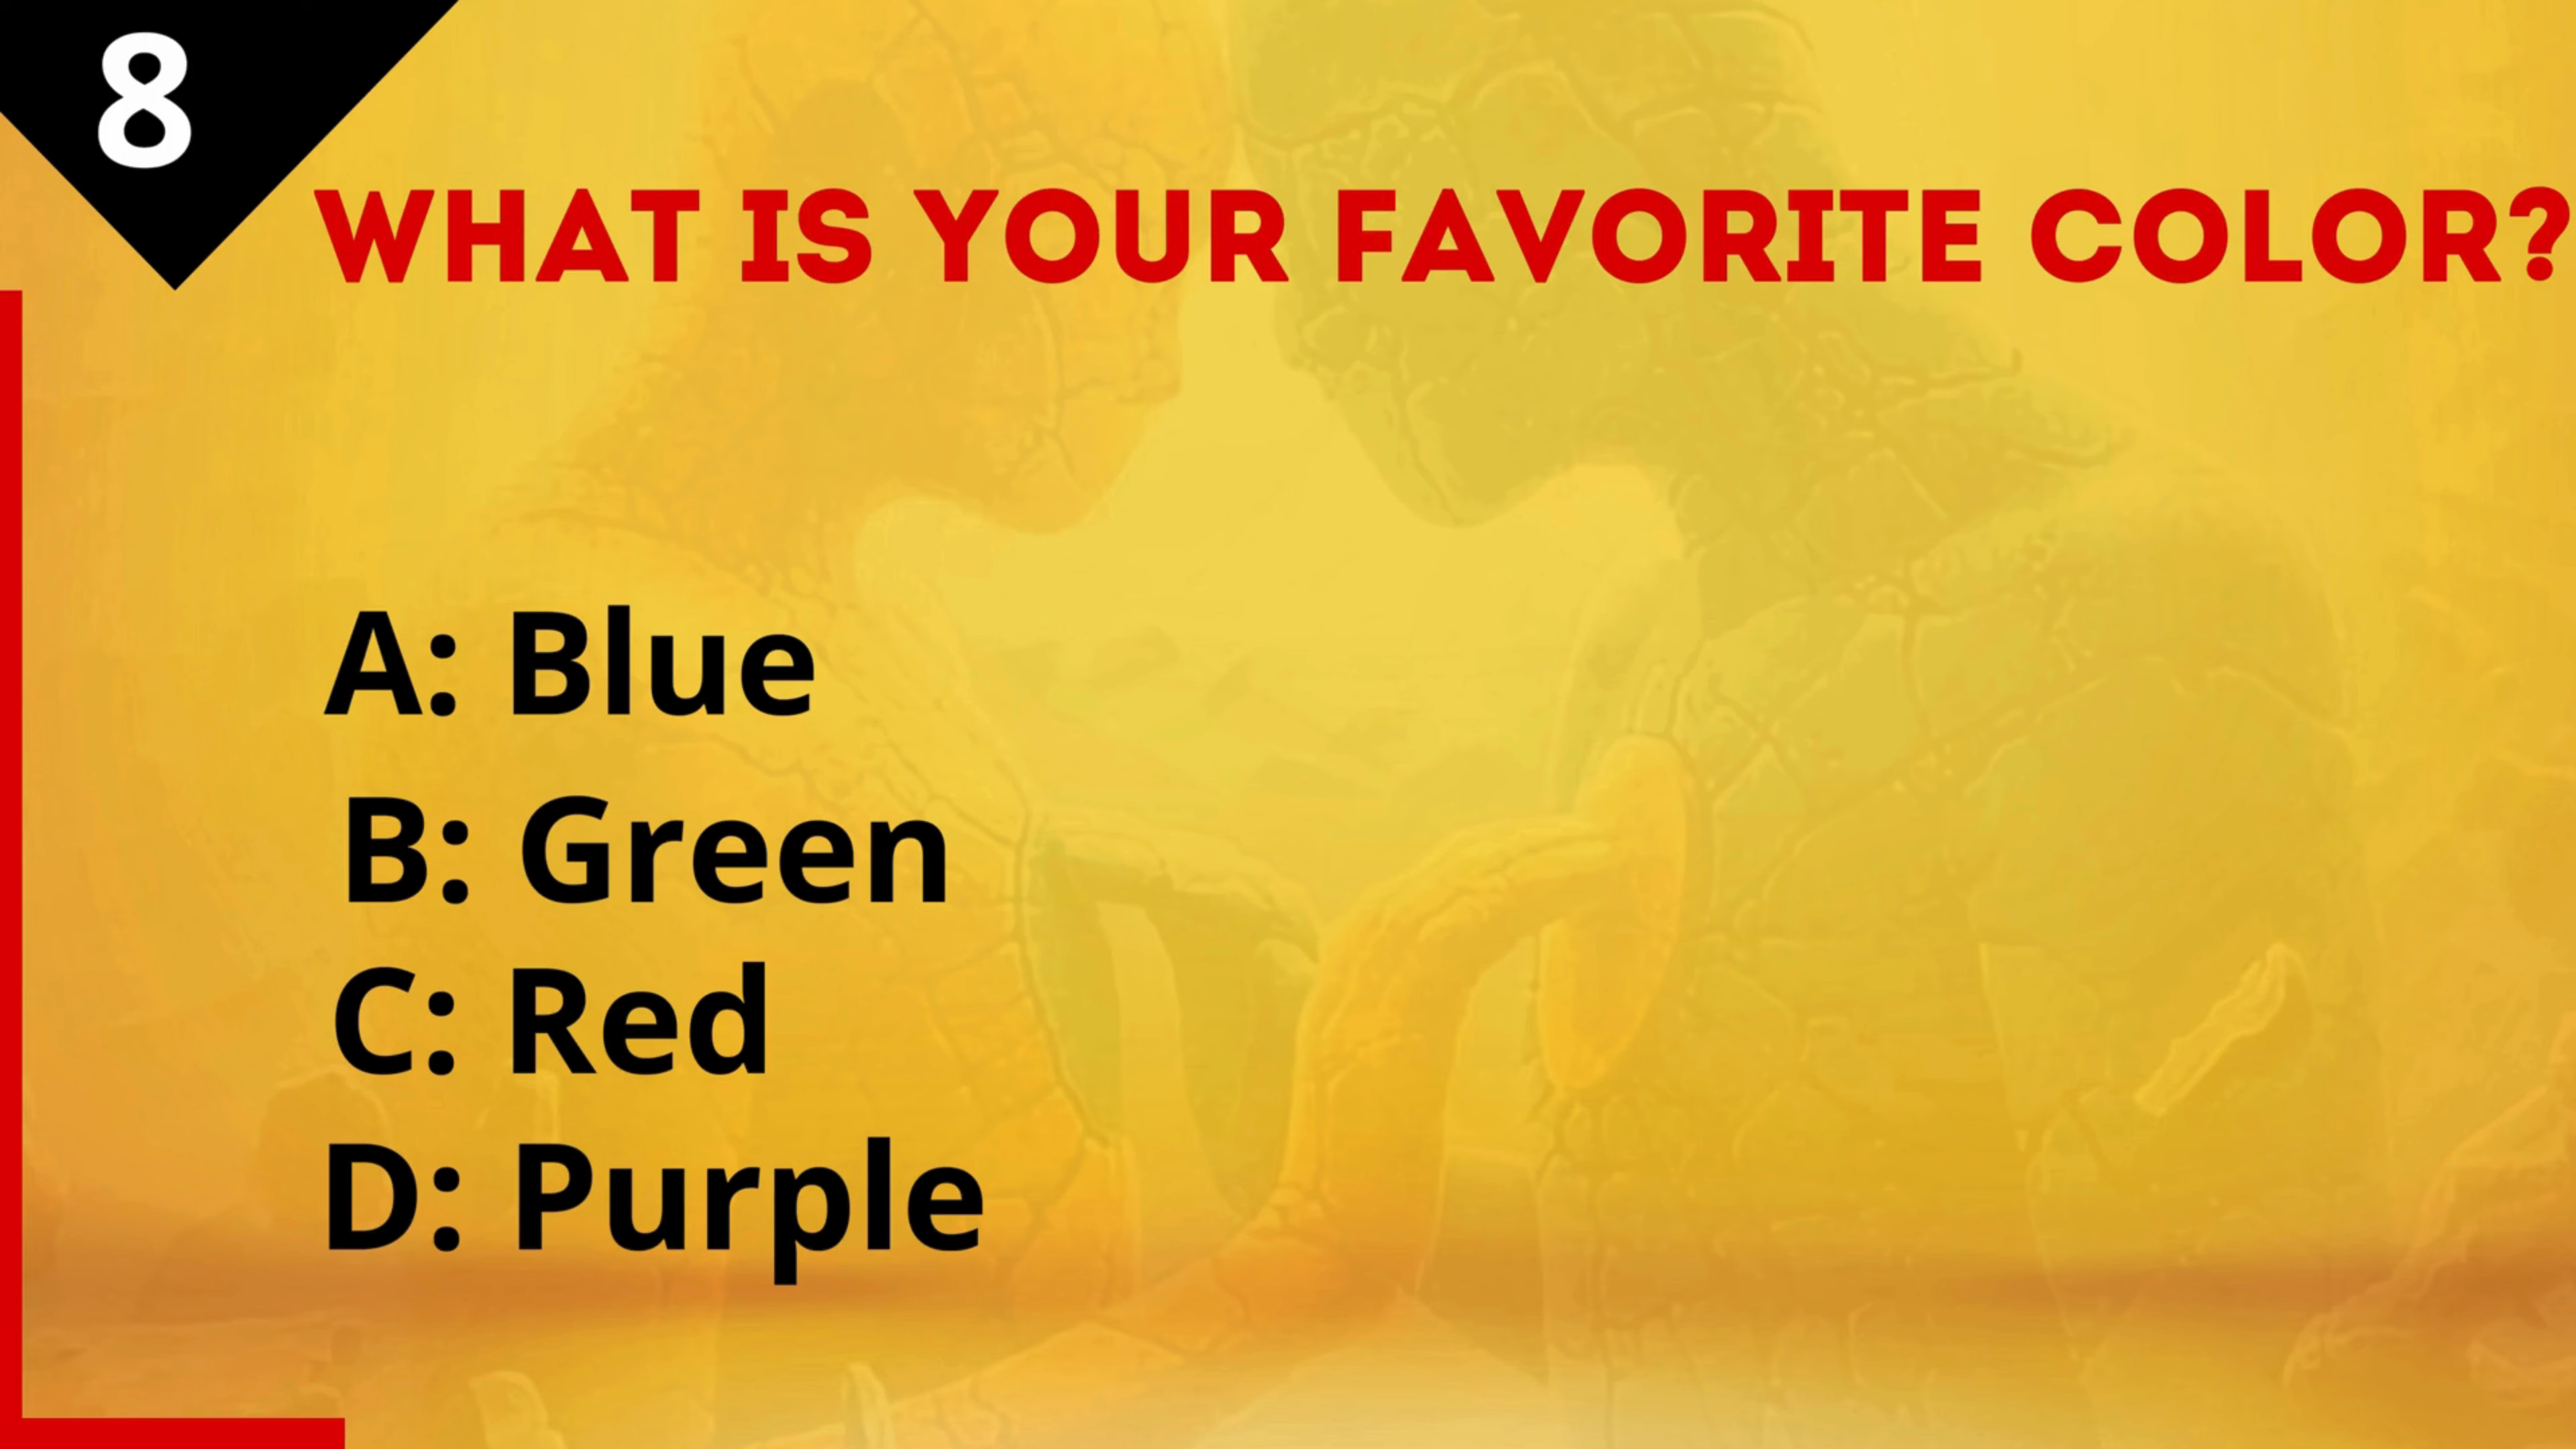 8
WHAT IS YOUR FAVORITE COLOR?
A: Blue
B: Green
C: Red
D: Purple